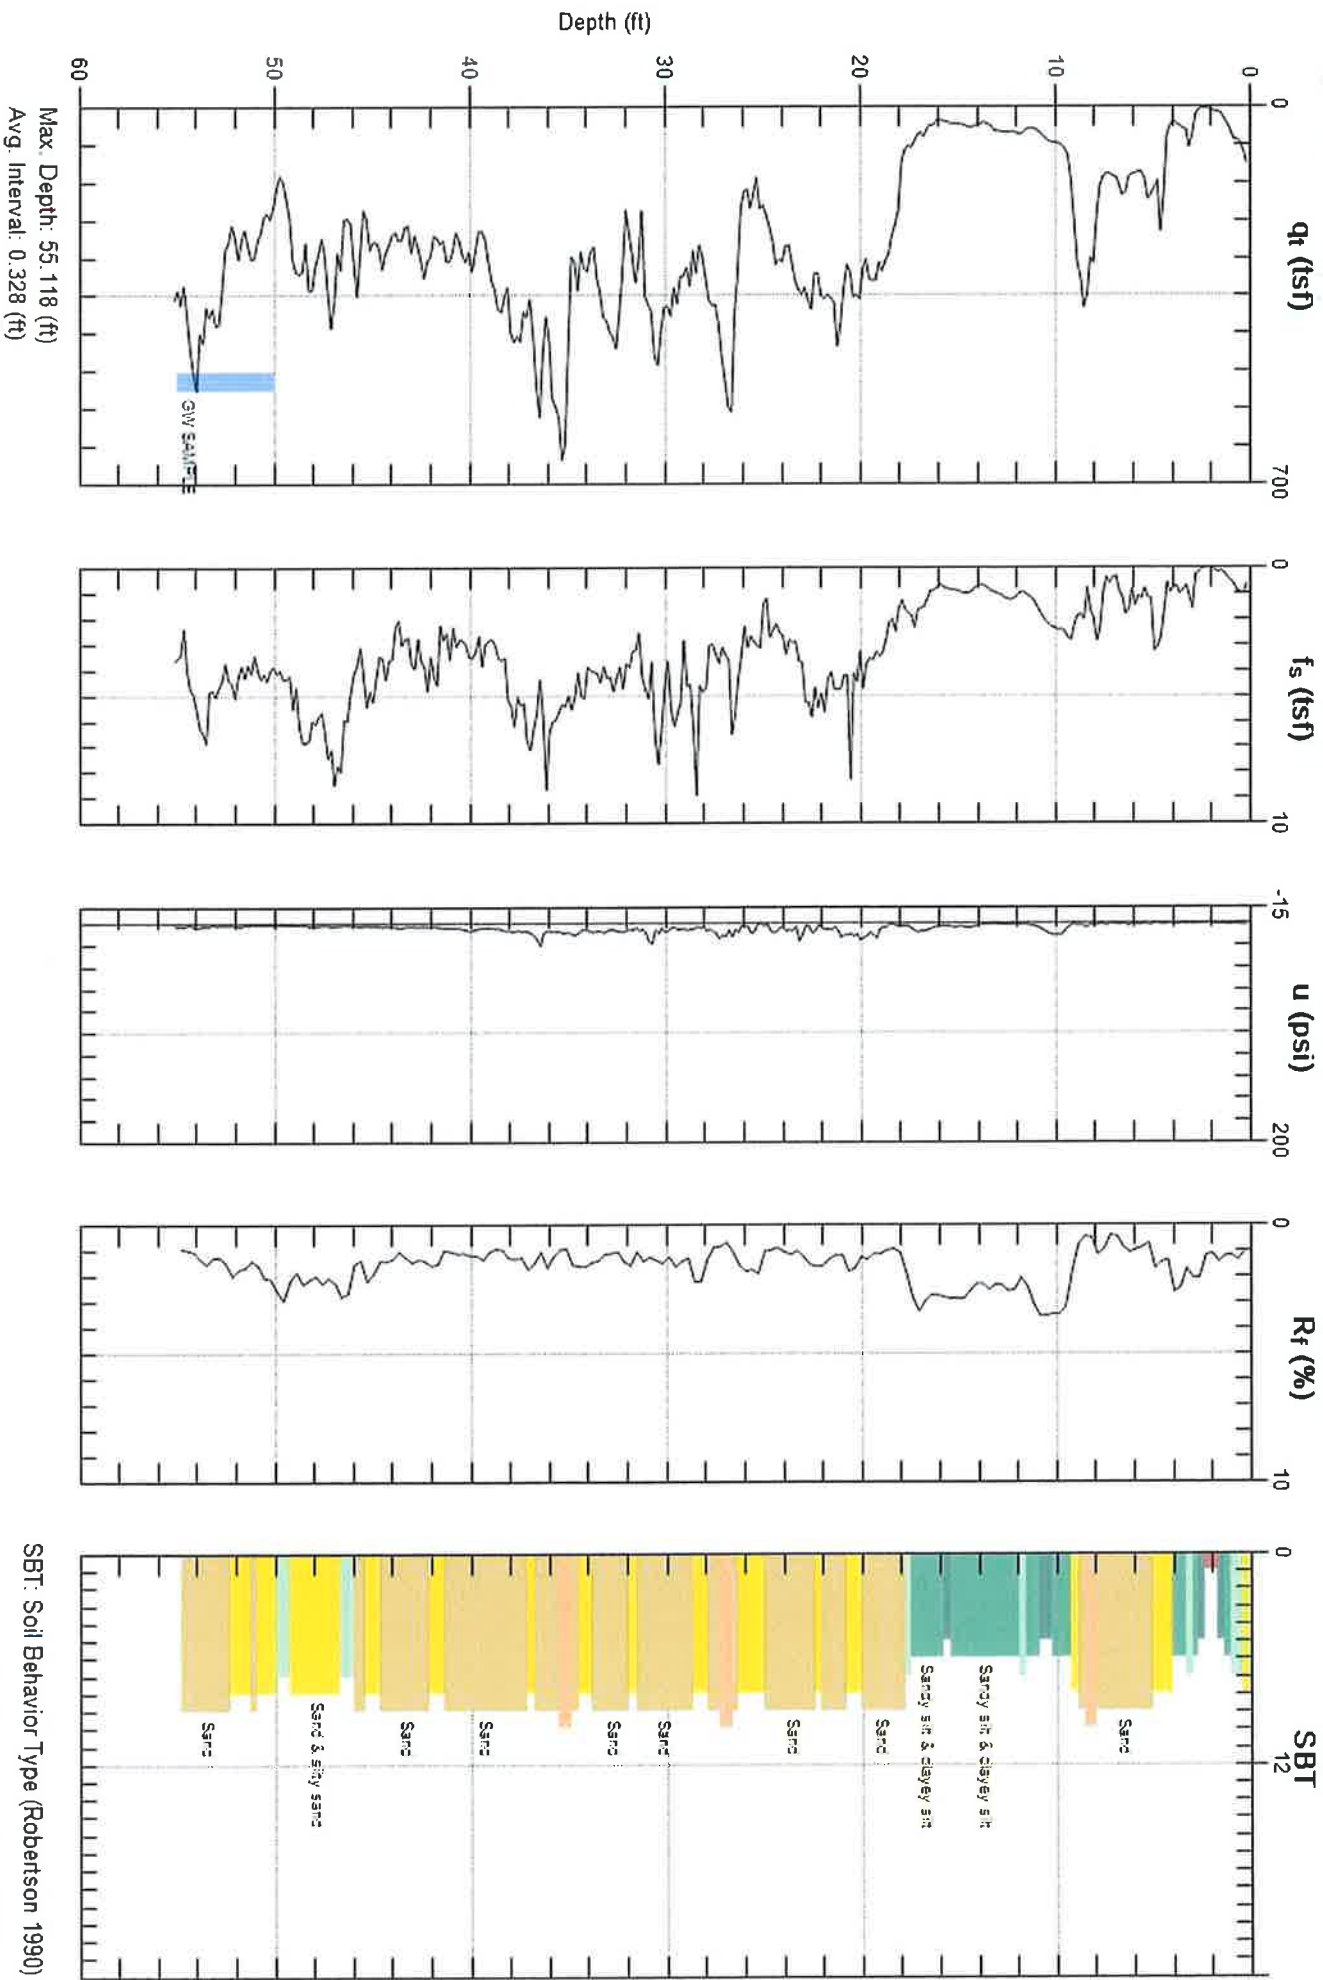 qt (tsf)
0
700
fs (tsf)
0
10
u (psi)
-15
200
Rf (%)
0
10
SBT
0
12
Depth (ft)
0
10
20
30
40
50
60
GW SAMPLE
Sand
Sandy silt & clayey silt
Sandy silt & clayey silt
Sand
Sand
Sand
Sand
Sand
Sand
Sand & silty sand
Sand
Max. Depth: 55.118 (ft)
Avg. Interval: 0.328 (ft)
SBT: Soil Behavior Type (Robertson 1990)